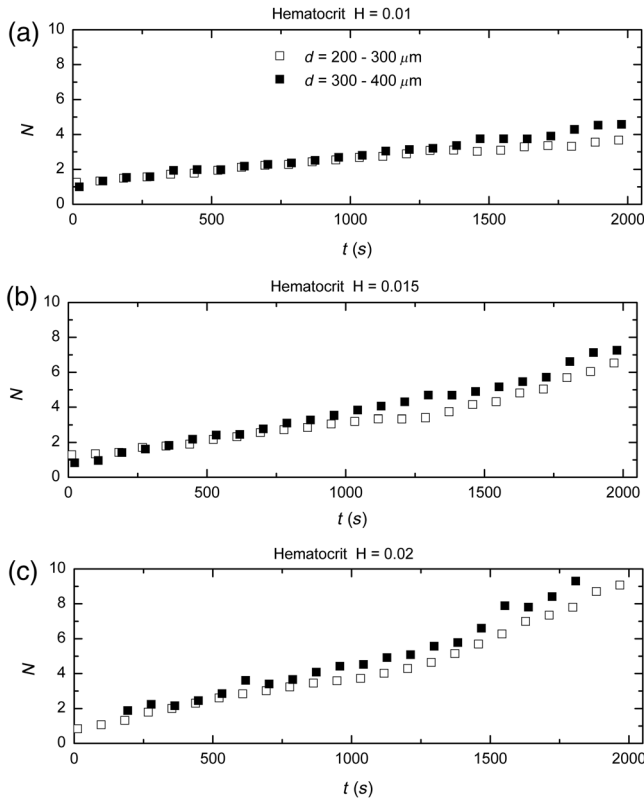 Hematocrit H = 0.01
(a)
10
8
6
4
2
0
N
d = 200 - 300 μm
d = 300 - 400 μm
0 500 1000 1500 2000
t (s)
Hematocrit H = 0.015
(b)
10
8
6
4
2
0
N
0 500 1000 1500 2000
t (s)
Hematocrit H = 0.02
(c)
10
8
6
4
2
0
N
0 500 1000 1500 2000
t (s)